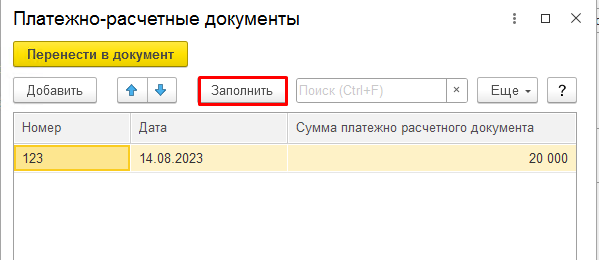 Платежно-расчетные документы
Перенести в документ
Добавить Заполнить Поиск (Ctrl+F) × Еще ?
Номер Дата Сумма платежно расчетного документа
123 14.08.2023 20 000